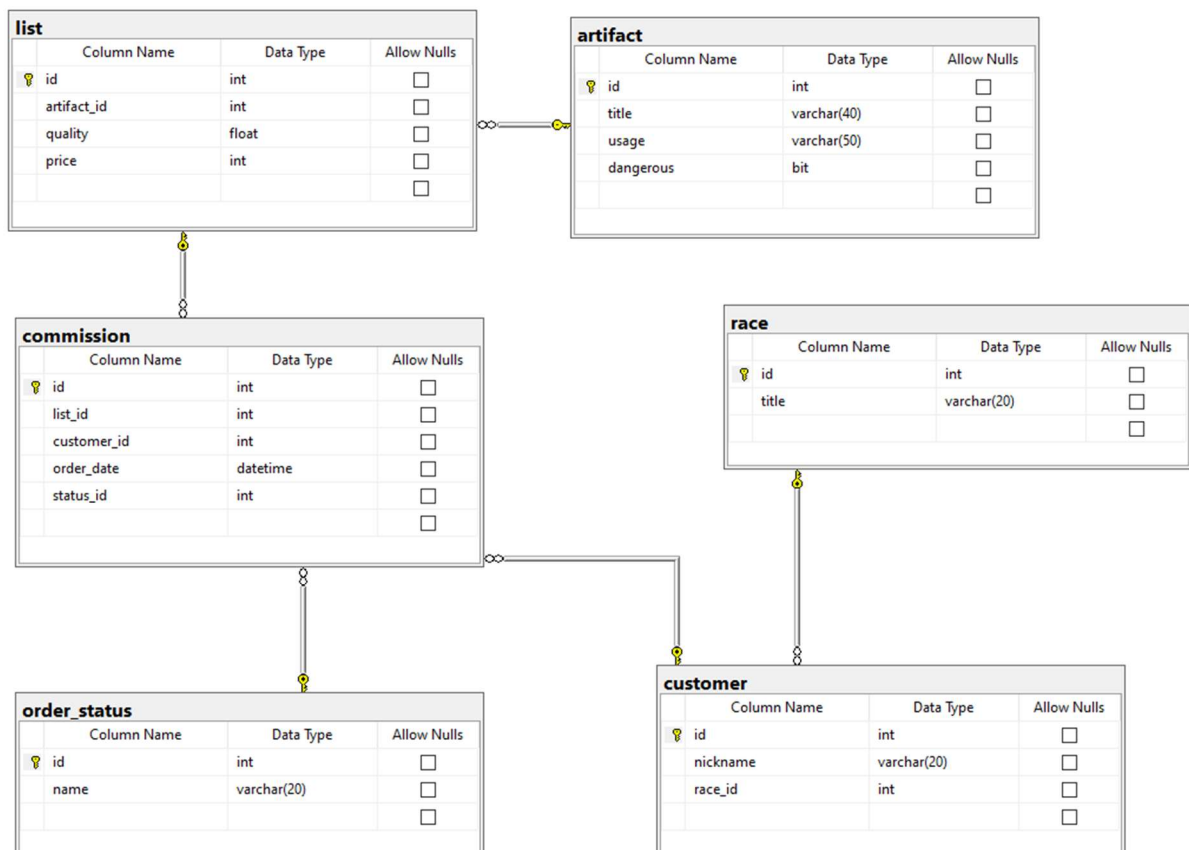 list
Column Name Data Type Allow Nulls
id int
artifact_id int
quality float
price int
artifact
Column Name Data Type Allow Nulls
id int
title varchar(40)
usage varchar(50)
dangerous bit
commission
Column Name Data Type Allow Nulls
id int
list_id int
customer_id int
order_date datetime
status_id int
race
Column Name Data Type Allow Nulls
id int
title varchar(20)
order_status
Column Name Data Type Allow Nulls
id int
name varchar(20)
customer
Column Name Data Type Allow Nulls
id int
nickname varchar(20)
race_id int